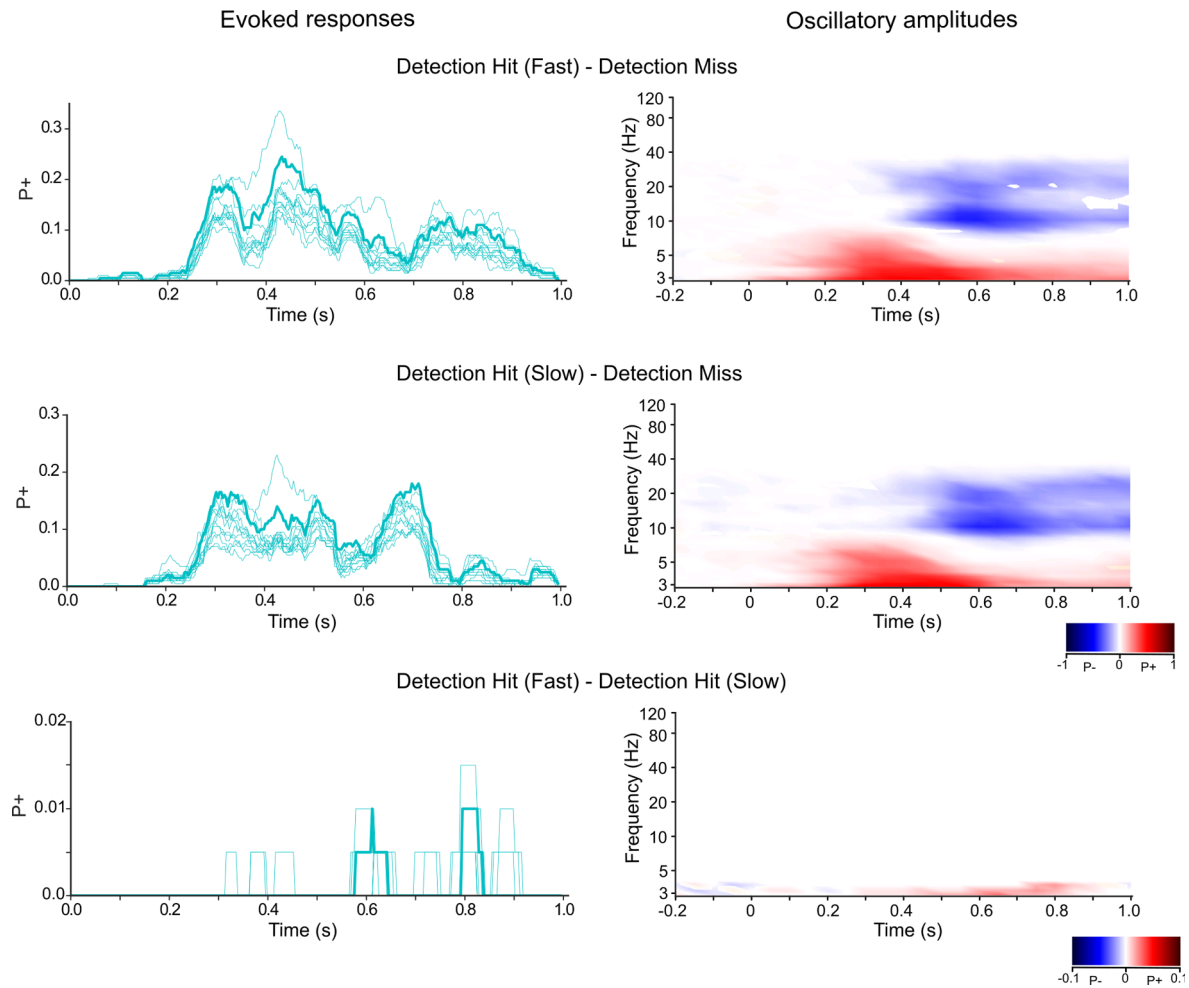 Evoked responses
Oscillatory amplitudes
Detection Hit (Fast) - Detection Miss
P+
0.3
0.2
0.1
0.0
0.0 0.2 0.4 0.6 0.8 1.0
Time (s)
Frequency (Hz)
120
80
40
20
10
5
3
-0.2 0 0.2 0.4 0.6 0.8 1.0
Time (s)
Detection Hit (Slow) - Detection Miss
P+
0.3
0.2
0.1
0.0
0.0 0.2 0.4 0.6 0.8 1.0
Time (s)
Frequency (Hz)
120
80
40
20
10
5
3
-0.2 0 0.2 0.4 0.6 0.8 1.0
Time (s)
-1 P- 0 P+ 1
Detection Hit (Fast) - Detection Hit (Slow)
P+
0.02
0.01
0.0
0.0 0.2 0.4 0.6 0.8 1.0
Time (s)
Frequency (Hz)
120
80
40
20
10
5
3
-0.2 0 0.2 0.4 0.6 0.8 1.0
Time (s)
-0.1 P- 0 P+ 0.1